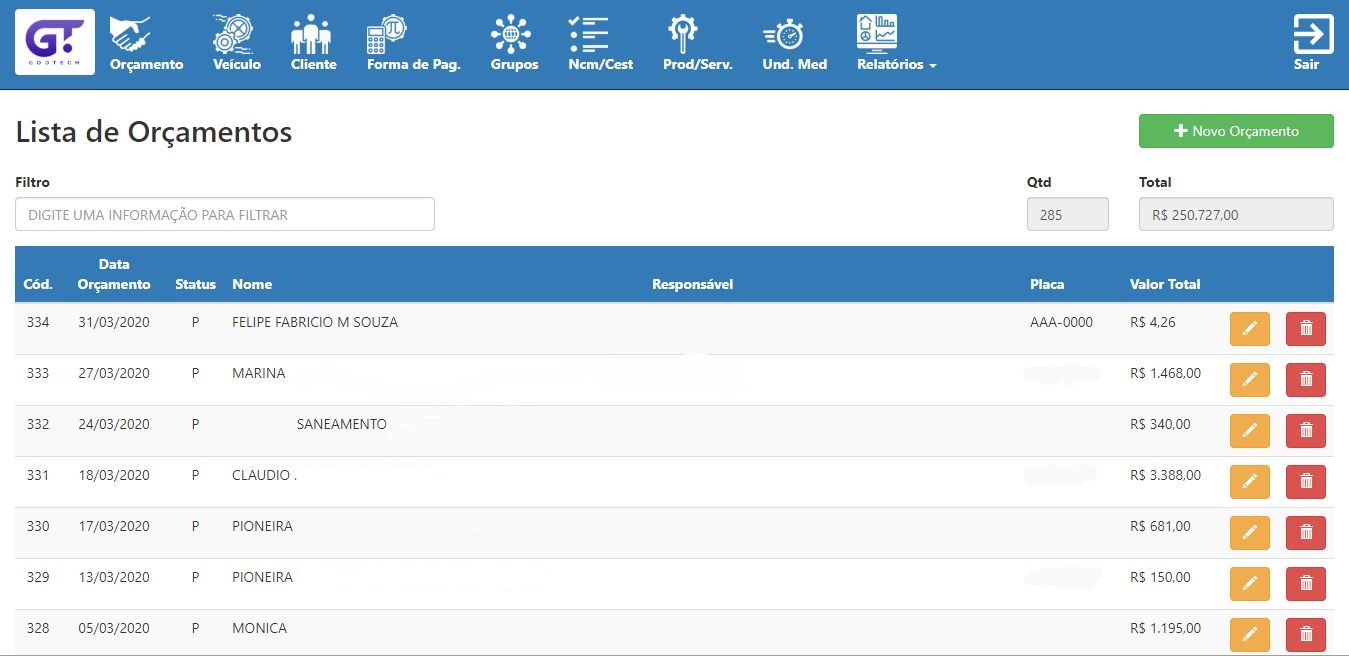 GT
GODTECH
Orçamento Veículo Cliente Forma de Pag. Grupos Ncm/Cest Prod/Serv. Und. Med Relatórios Sair
Lista de Orçamentos
Novo Orçamento
Filtro Qtd Total
DIGITE UMA INFORMAÇÃO PARA FILTRAR 285 R$ 250.727,00
Cód. Data Orçamento Status Nome Responsável Placa Valor Total
334 31/03/2020 P FELIPE FABRICIO M SOUZA AAA-0000 R$ 4,26
333 27/03/2020 P MARINA R$ 1.468,00
332 24/03/2020 P SANEAMENTO R$ 340,00
331 18/03/2020 P CLAUDIO . R$ 3.388,00
330 17/03/2020 P PIONEIRA R$ 681,00
329 13/03/2020 P PIONEIRA R$ 150,00
328 05/03/2020 P MONICA R$ 1.195,00